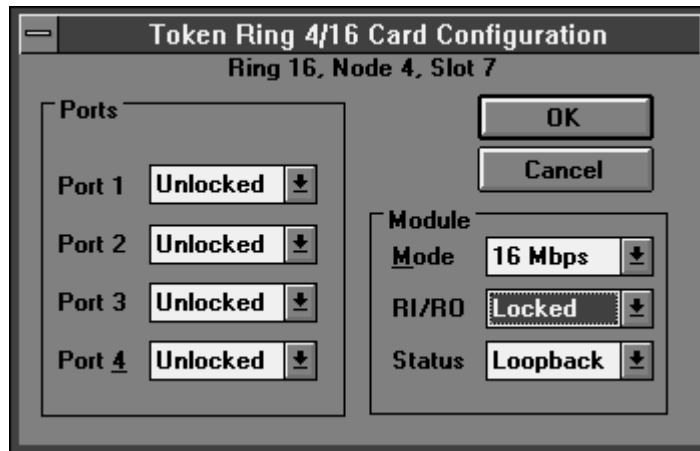 Token Ring 4/16 Card Configuration
Ring 16, Node 4, Slot 7
Ports
Port 1 Unlocked
Port 2 Unlocked
Port 3 Unlocked
Port 4 Unlocked
OK
Cancel
Module
Mode 16 Mbps
RI/RO Locked
Status Loopback